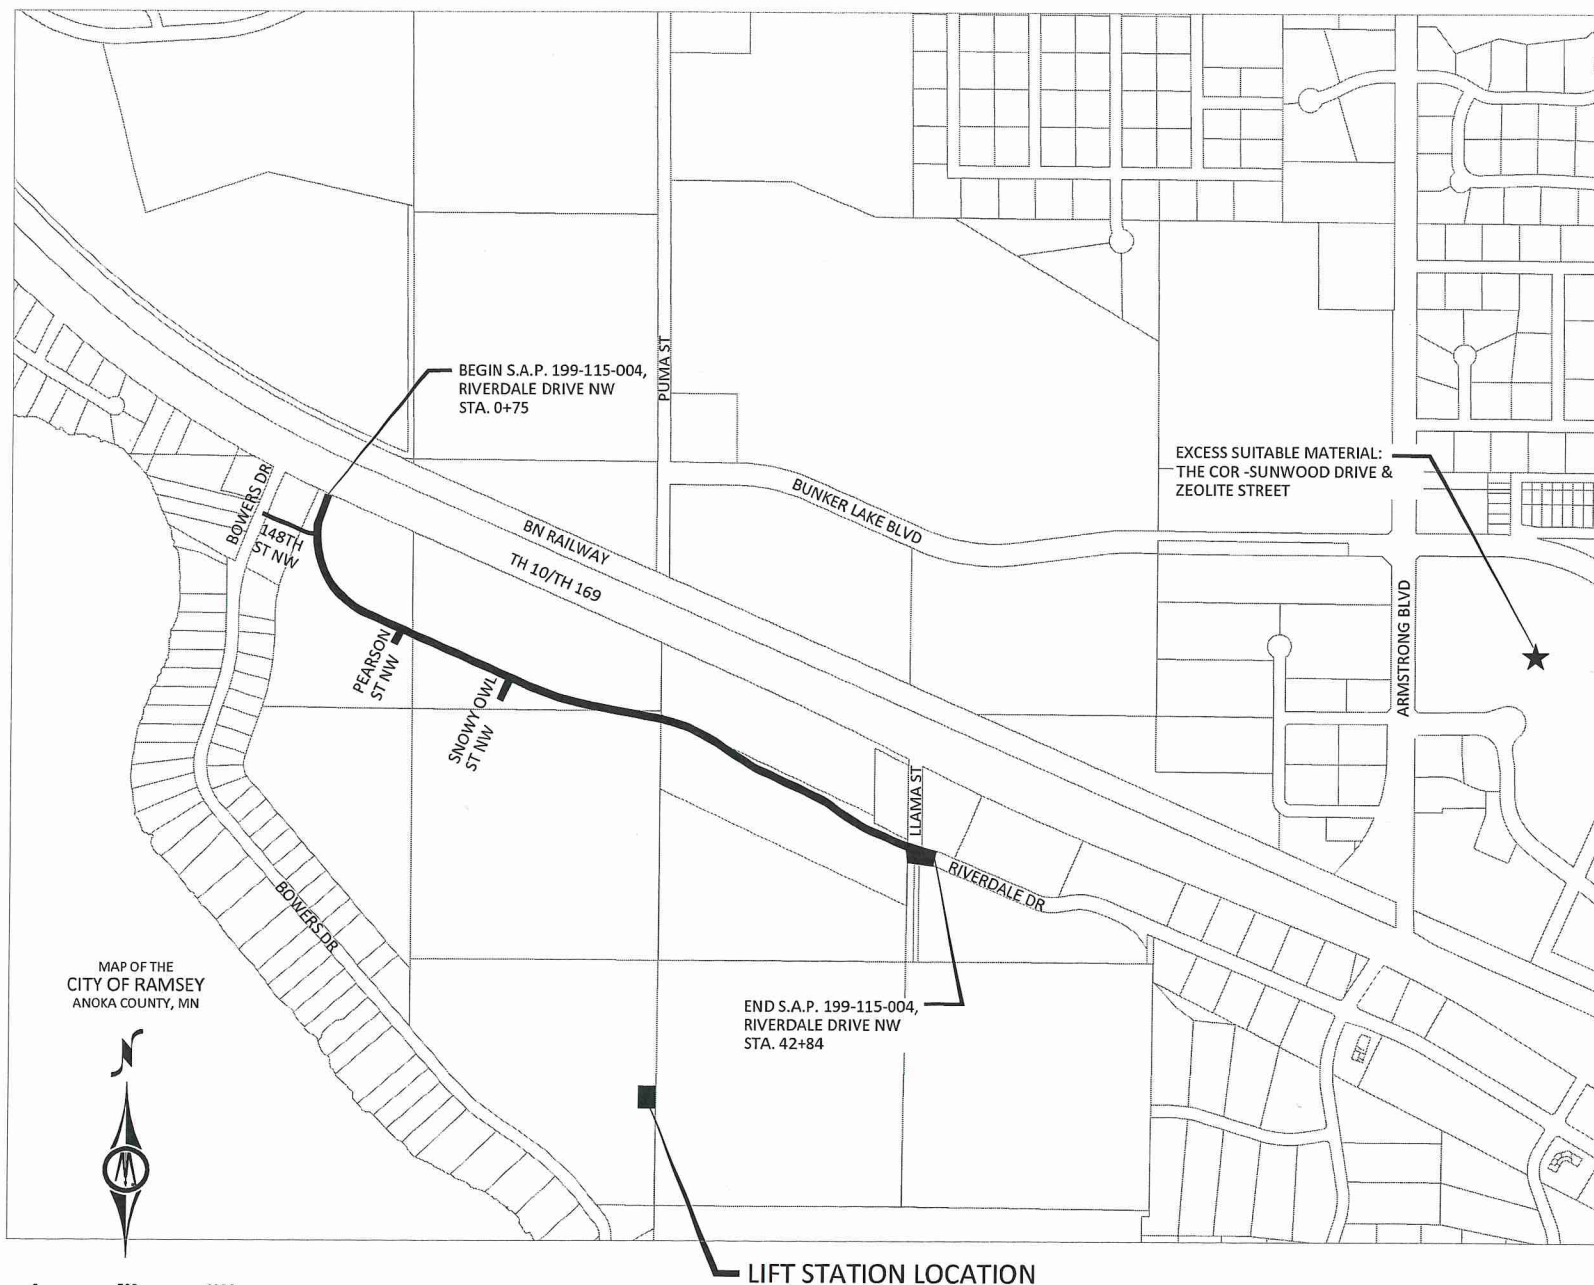 BEGIN S.A.P. 199-115-004,
RIVERDALE DRIVE NW
STA. 0+75
PUMA ST
EXCESS SUITABLE MATERIAL:
THE COR -SUNWOOD DRIVE &
ZEOLITE STREET
BOWERS DR
148TH
ST NW
BUNKER LAKE BLVD
BN RAILWAY
TH 10/TH 169
ARMSTRONG BLVD
PEARSON
ST NW
SNOWY OWL
ST NW
LLAMA ST
RIVERDALE DR
BOWERS DR
MAP OF THE
CITY OF RAMSEY
ANOKA COUNTY, MN
N
END S.A.P. 199-115-004,
RIVERDALE DRIVE NW
STA. 42+84
LIFT STATION LOCATION